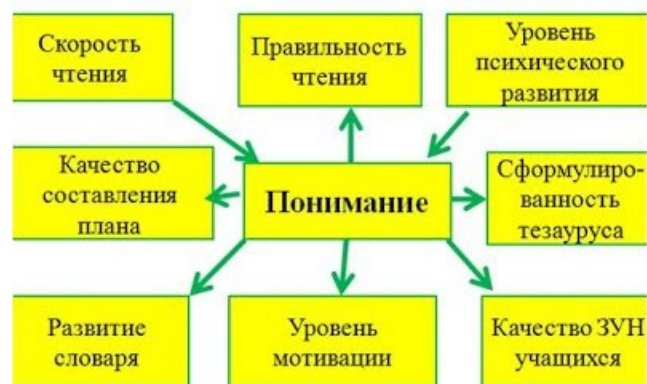 Скорость
чтения
Правильность
чтения
Уровень
психического
развития
Качество
составления
плана
Понимание
Сформулиро-
ванность
тезауруса
Развитие
словаря
Уровень
мотивации
Качество ЗУН
учащихся